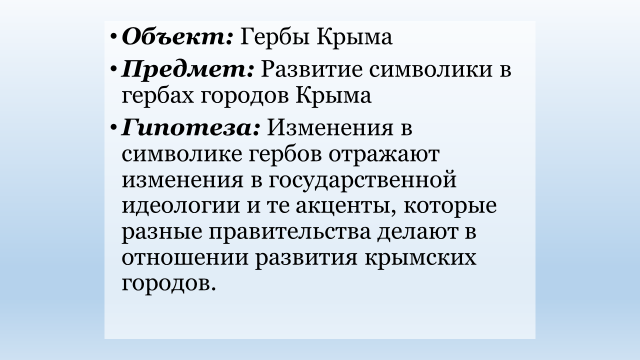 • Объект: Гербы Крыма
• Предмет: Развитие символики в
гербах городов Крыма
• Гипотеза: Изменения в
символике гербов отражают
изменения в государственной
идеологии и те акценты, которые
разные правительства делают в
отношении развития крымских
городов.